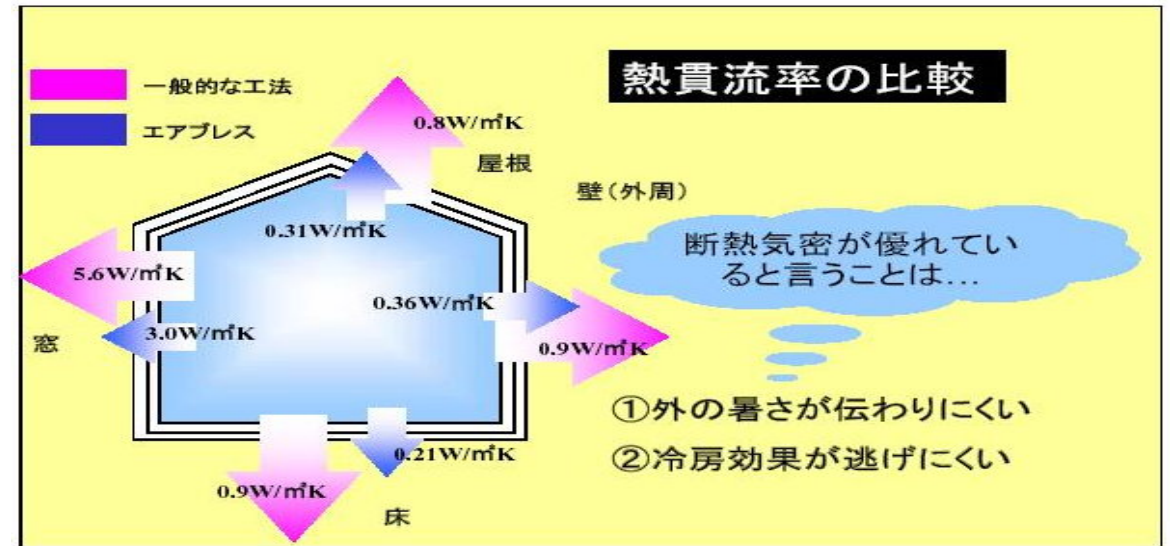 熱貫流率の比較
一般的な工法
エアブレス
0.8W/㎡K
屋根
壁(外周)
0.31W/㎡K
断熱気密が優れてい
ると言うことは…
5.6W/㎡K
0.36W/㎡K
3.0W/㎡K
窓
0.9W/㎡K
①外の暑さが伝わりにくい
0.21W/㎡K
②冷房効果が逃げにくい
0.9W/㎡K
床